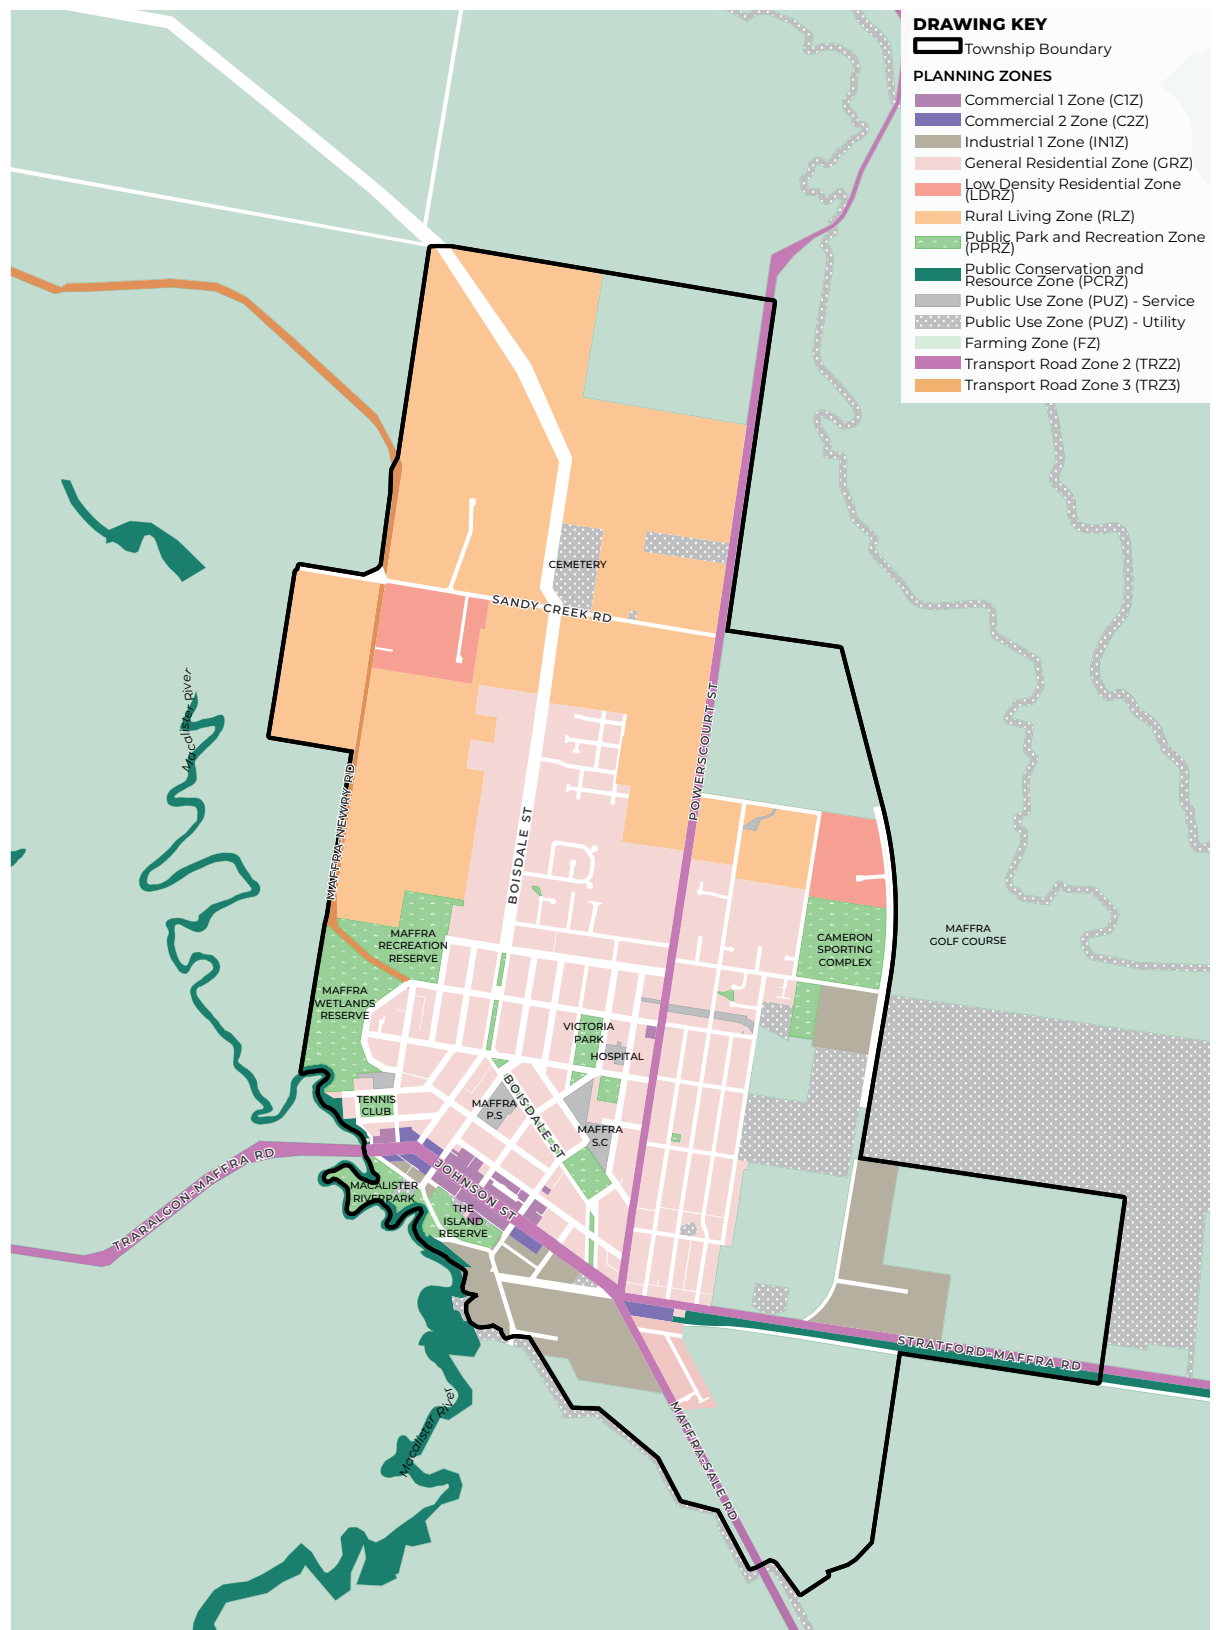 DRAWING KEY
Township Boundary
PLANNING ZONES
Commercial 1 Zone (C1Z)
Commercial 2 Zone (C2Z)
Industrial 1 Zone (IN1Z)
General Residential Zone (GRZ)
Low Density Residential Zone
(LDRZ)
Rural Living Zone (RLZ)
Public Park and Recreation Zone
(PPRZ)
Public Conservation and
Resource Zone (PCRZ)
Public Use Zone (PUZ) - Service
Public Use Zone (PUZ) - Utility
Farming Zone (FZ)
Transport Road Zone 2 (TRZ2)
Transport Road Zone 3 (TRZ3)
CEMETERY
SANDY CREEK RD
Macalister River
POWERSCOURT ST
MAFFRA-NEWRY RD
BOISDALE ST
MAFFRA
RECREATION
RESERVE
CAMERON
SPORTING
COMPLEX
MAFFRA
GOLF COURSE
MAFFRA
WETLANDS
RESERVE
VICTORIA
PARK
HOSPITAL
TENNIS
CLUB
MAFFRA
P.S
BOISDALE ST
MAFFRA
S.C
TRARALGON-MAFFRA RD
MACALISTER
RIVERPARK
JOHNSON ST
THE
ISLAND
RESERVE
STRATFORD-MAFFRA RD
Macalister River
MAFFRA-SALE RD